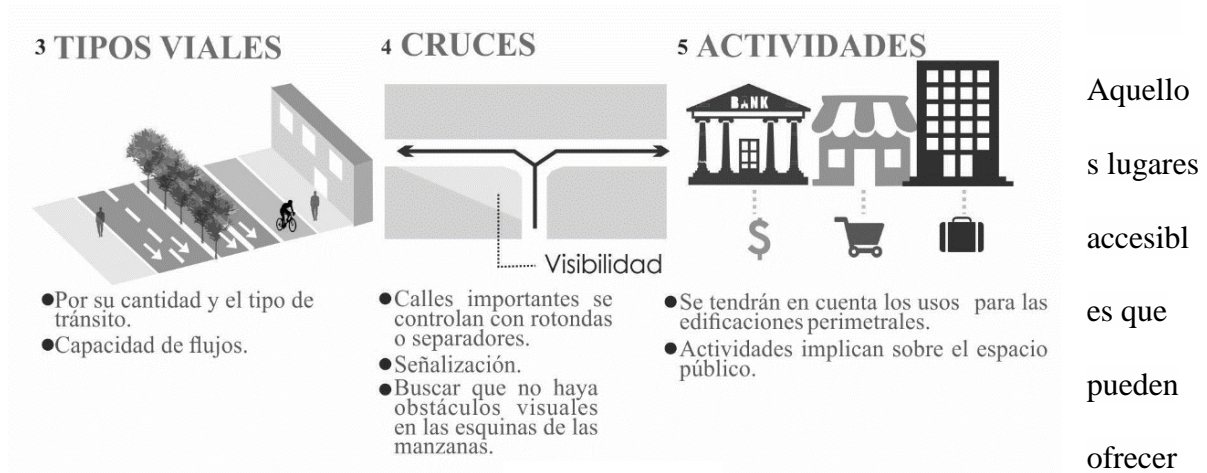 3 TIPOS VIALES
●Por su cantidad y el tipo de
tránsito.
●Capacidad de flujos.
4 CRUCES
Visibilidad
●Calles importantes se
controlan con rotondas
o separadores.
●Señalización.
●Buscar que no haya
obstáculos visuales
en las esquinas de las
manzanas.
5 ACTIVIDADES
BANK
$
●Se tendrán en cuenta los usos para las
edificaciones perimetrales.
●Actividades implican sobre el espacio
público.
Aquello
s lugares
accesibl
es que
pueden
ofrecer